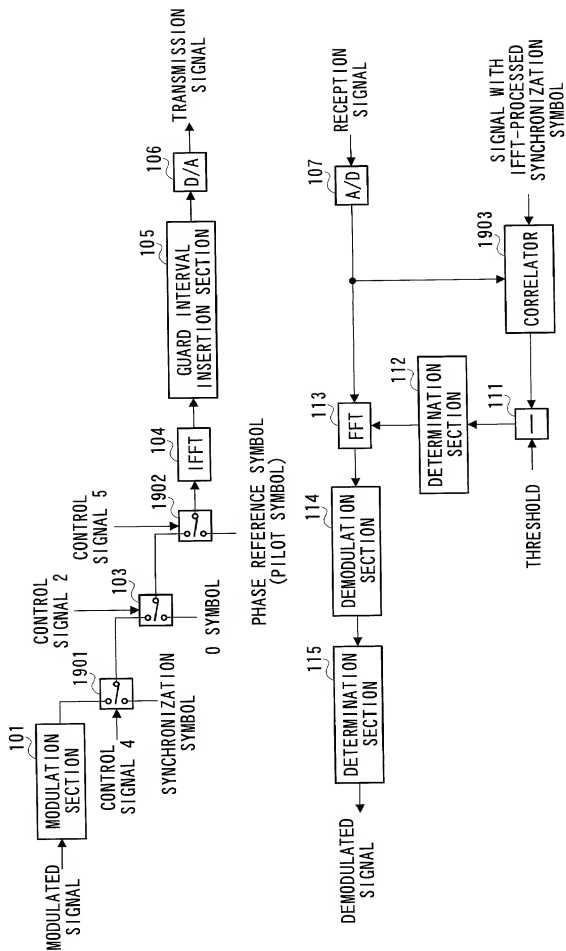 MODULATED
SIGNAL
101
MODULATION
SECTION
1901
CONTROL
SIGNAL 4
SYNCHRONIZATION
SYMBOL
CONTROL
SIGNAL 2
103
0 SYMBOL
CONTROL
SIGNAL 5
1902
PHASE REFERENCE SYMBOL
(PILOT SYMBOL)
104
IFFT
105
GUARD INTERVAL
INSERTION SECTION
106
D/A
TRANSMISSION
SIGNAL
DEMODULATED
SIGNAL
115
DETERMINATION
SECTION
114
DEMODULATION
SECTION
113
FFT
107
A/D
RECEPTION
SIGNAL
112
DETERMINATION
SECTION
THRESHOLD
111
1903
CORRELATOR
SIGNAL WITH
IFFT-PROCESSED
SYNCHRONIZATION
SYMBOL